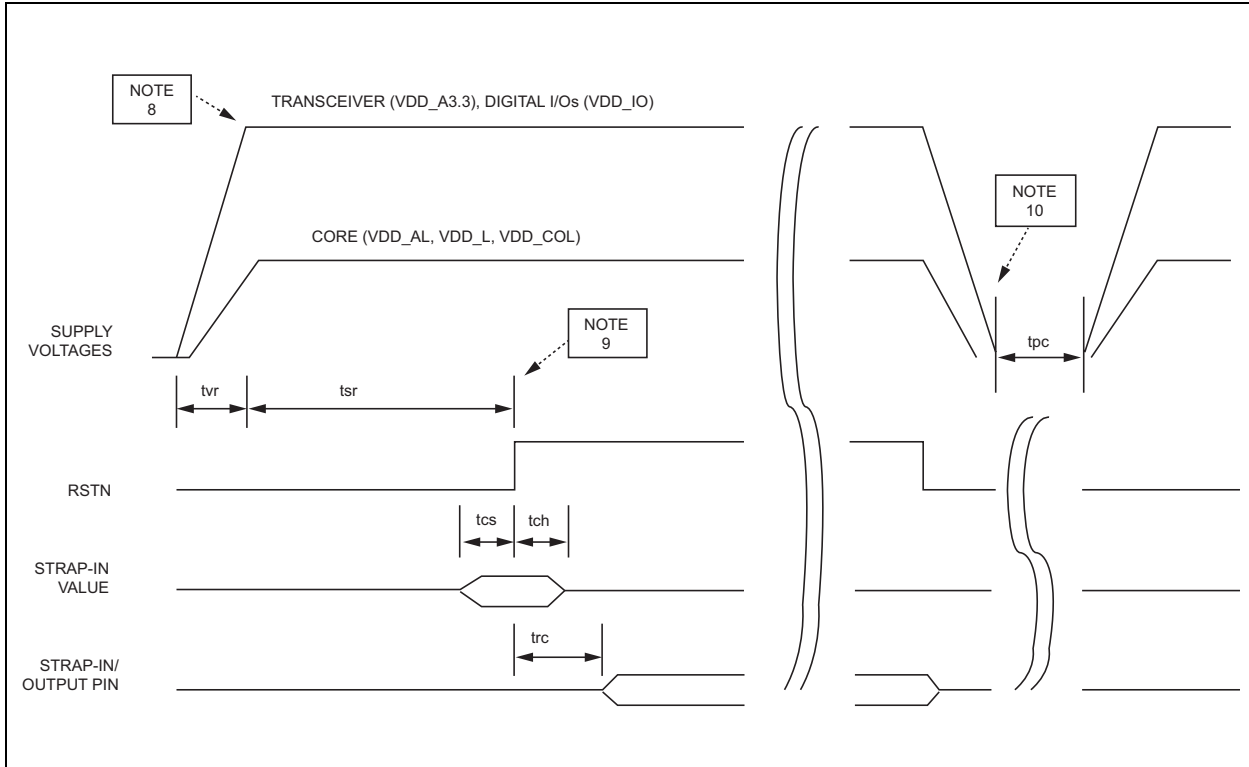 NOTE
8
TRANSCEIVER (VDD_A3.3), DIGITAL I/Os (VDD_IO)
NOTE
10
CORE (VDD_AL, VDD_L, VDD_COL)
NOTE
9
SUPPLY
VOLTAGES
tpc
tvr
tsr
RSTN
tcs
tch
STRAP-IN
VALUE
trc
STRAP-IN/
OUTPUT PIN